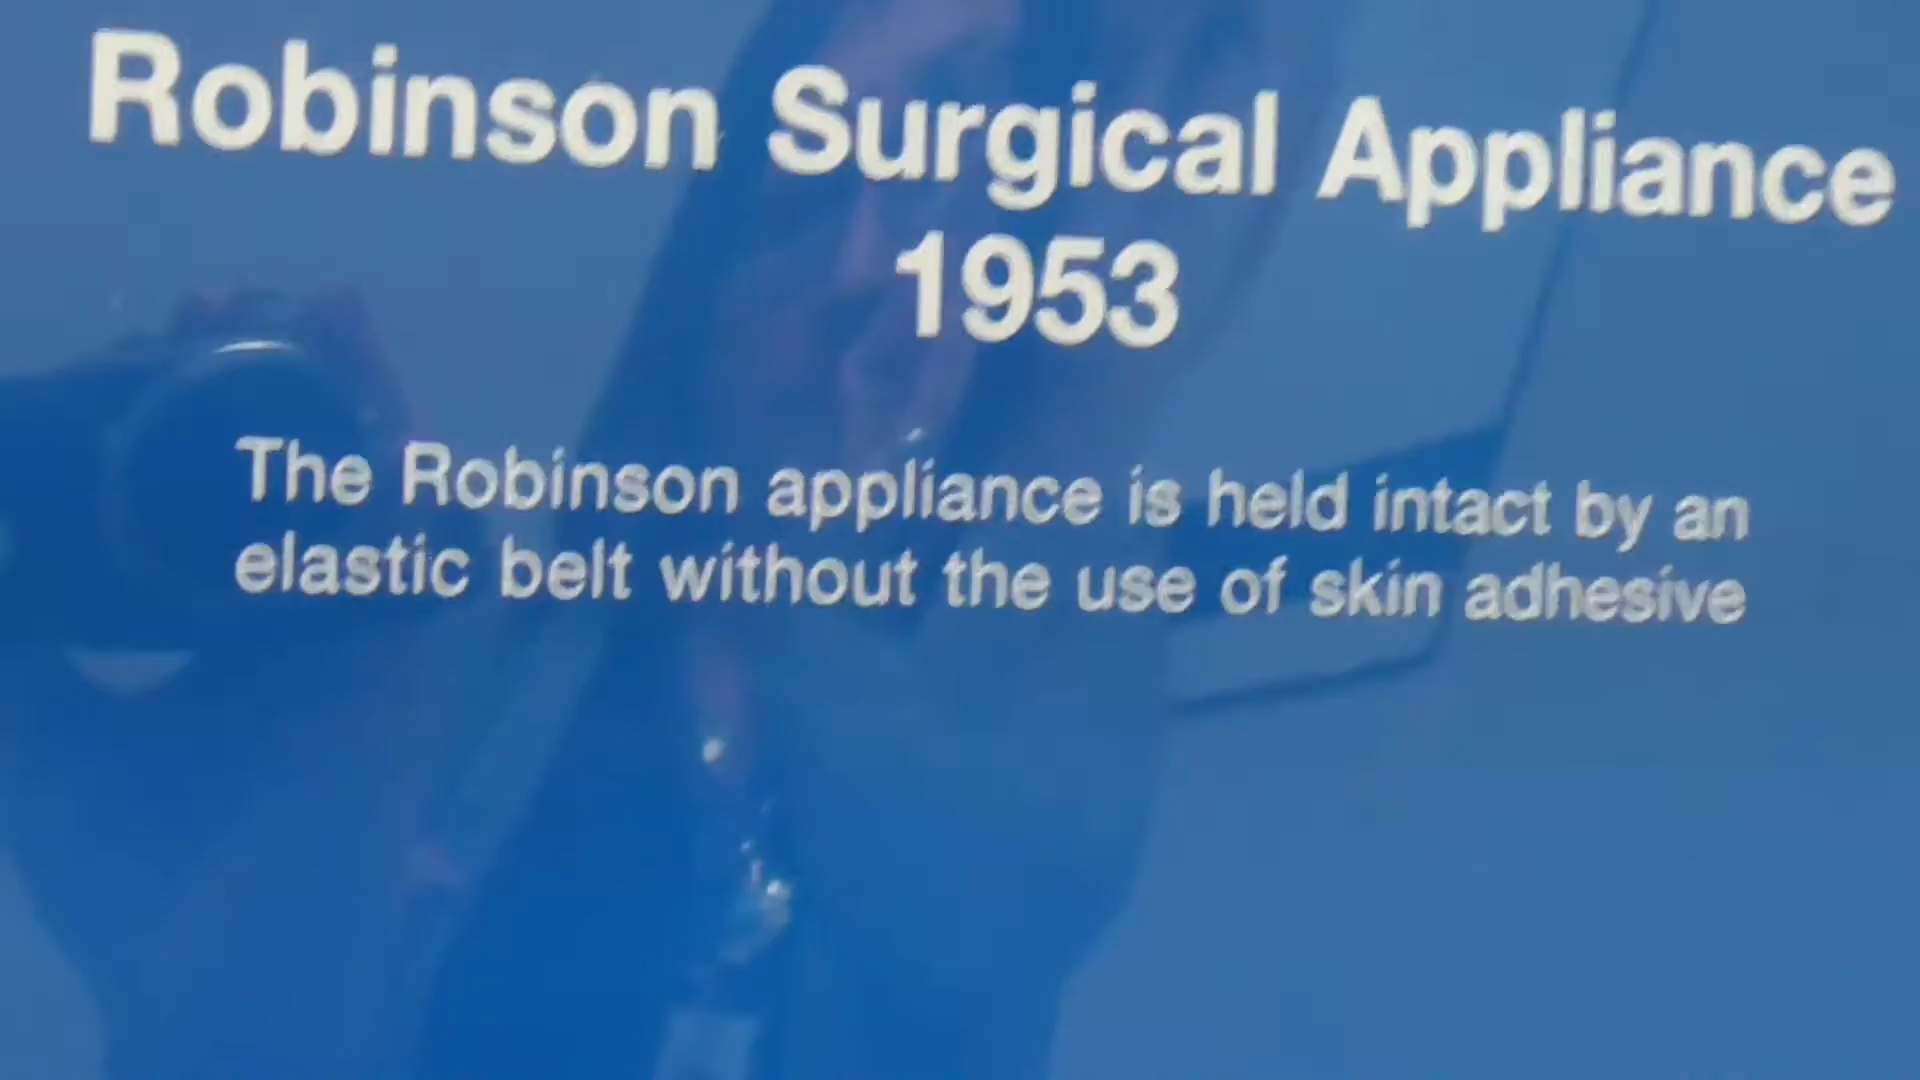 Robinson Surgical Appliance
1953
The Robinson appliance is held intact by an
elastic belt without the use of skin adhesive